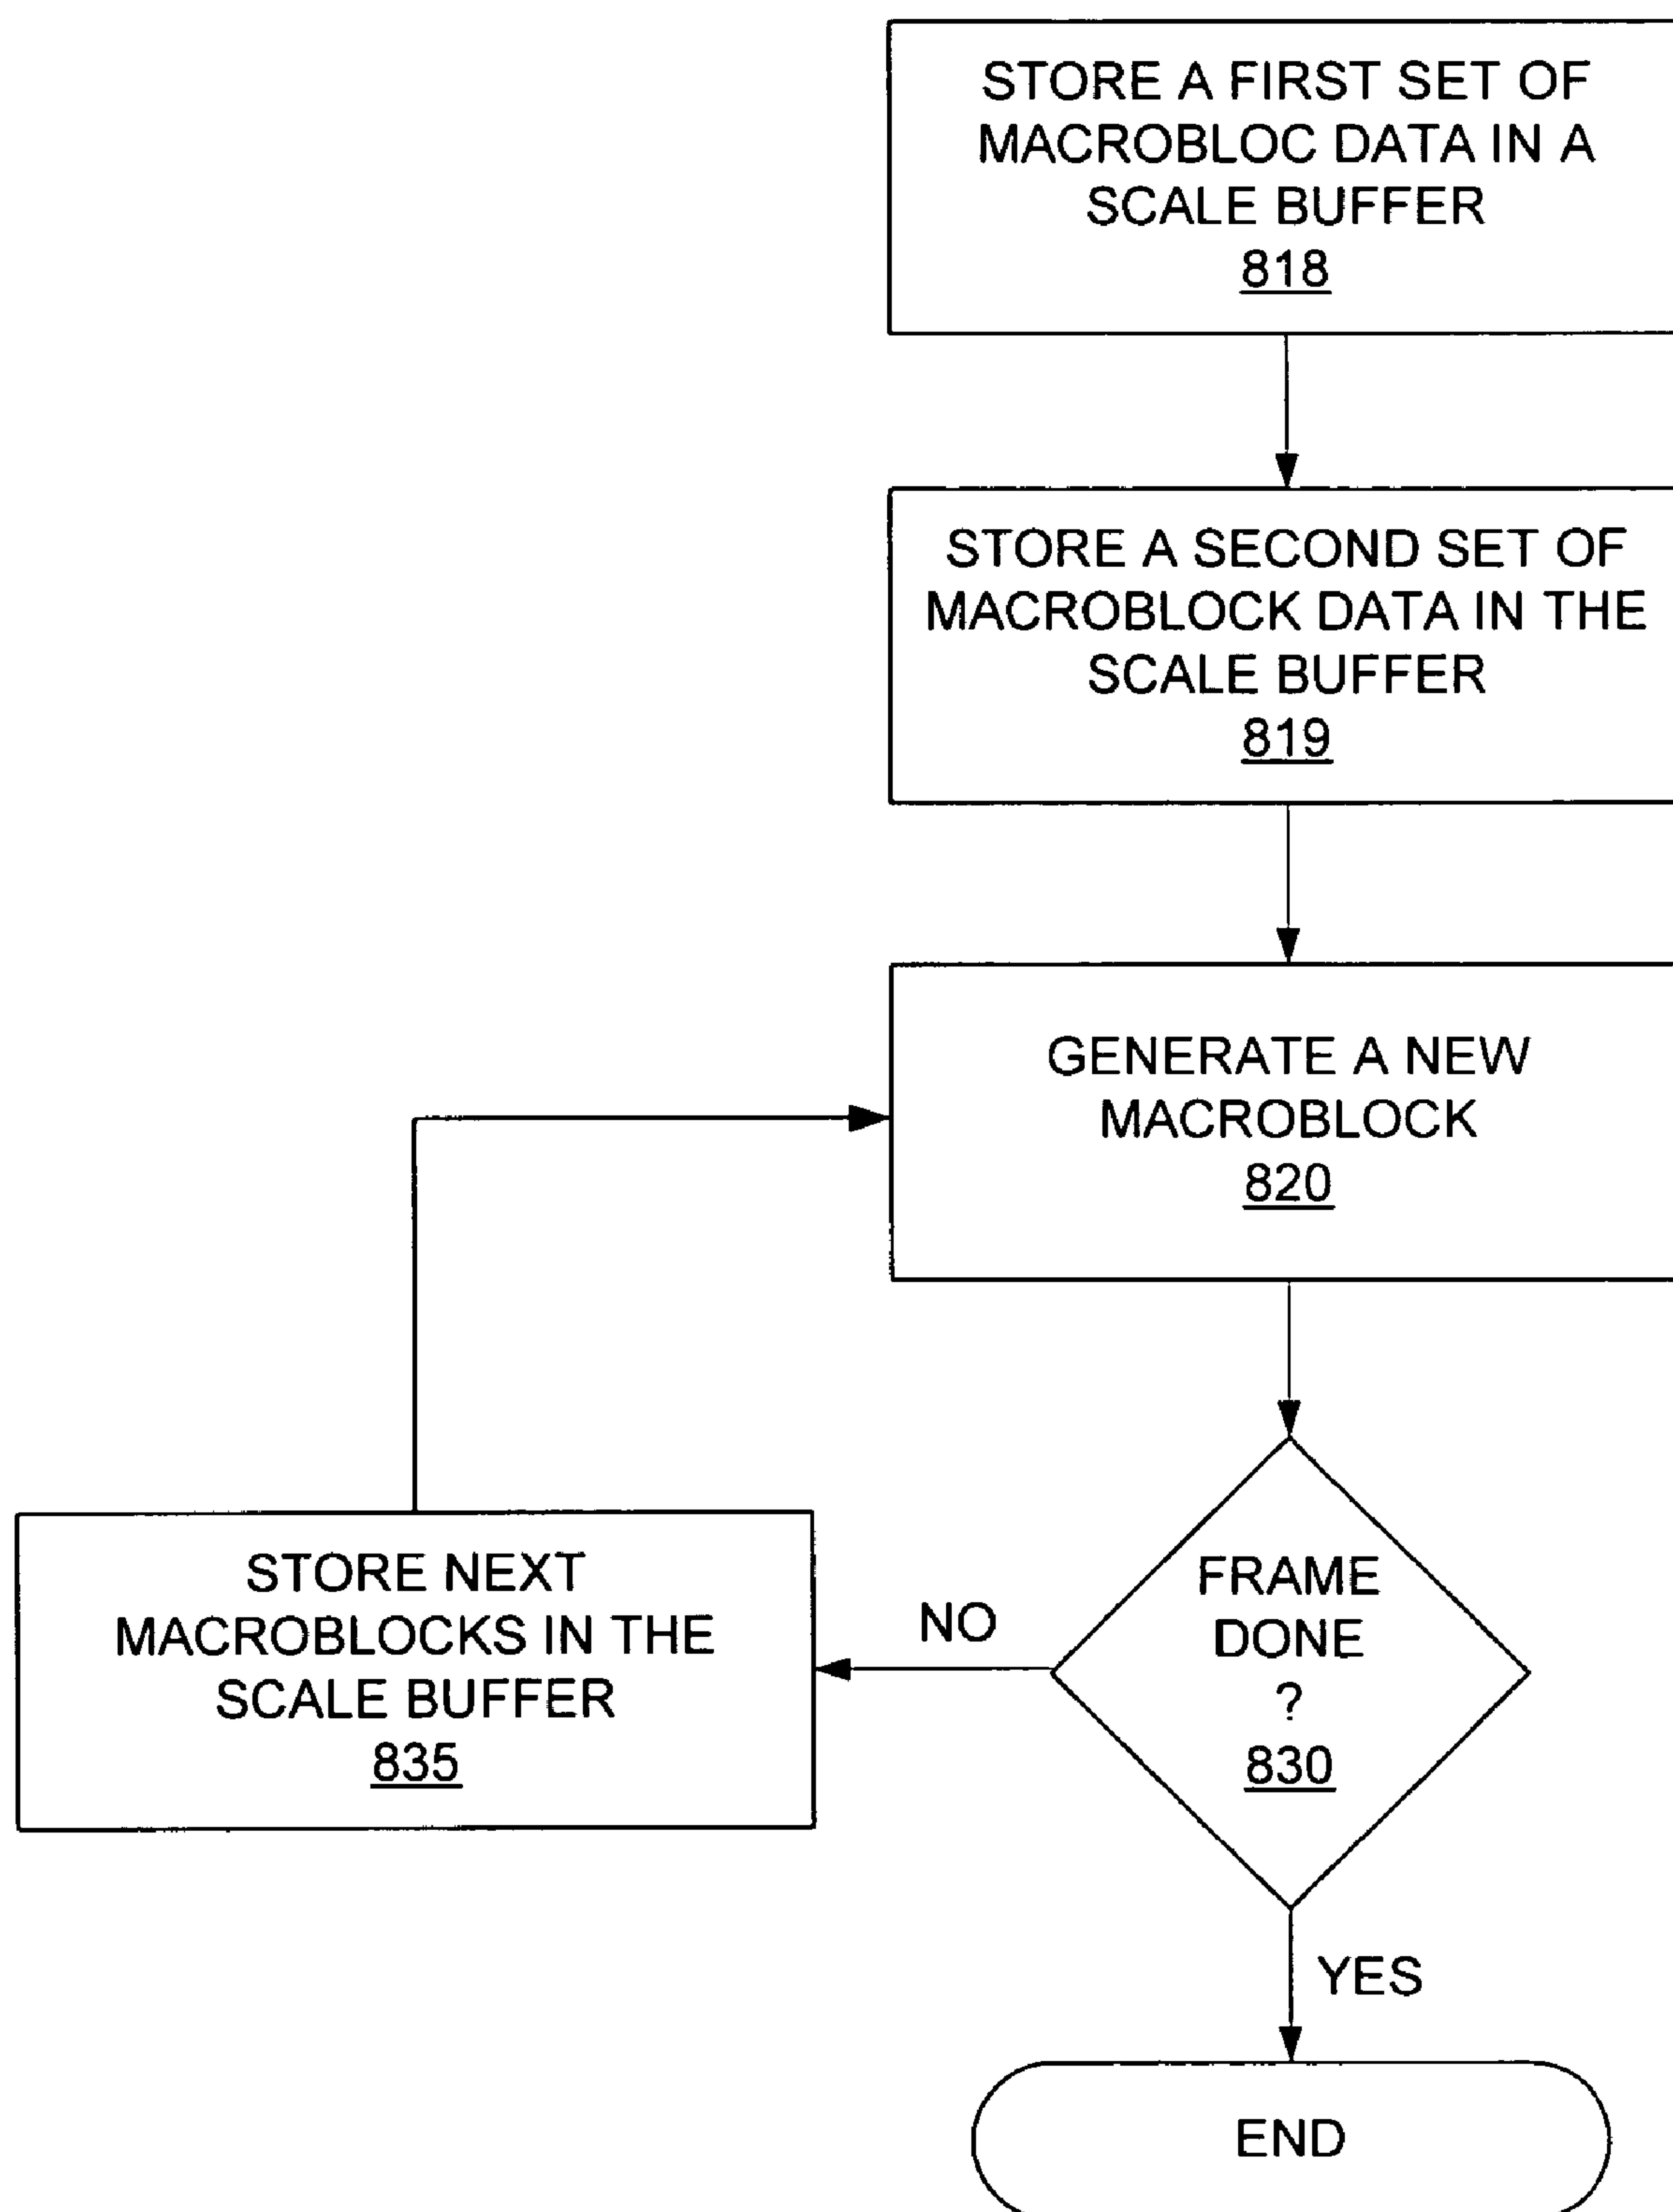 STORE A FIRST SET OF
MACROBLOC DATA IN A
SCALE BUFFER
818
STORE A SECOND SET OF
MACROBLOCK DATA IN THE
SCALE BUFFER
819
GENERATE A NEW
MACROBLOCK
820
FRAME
DONE
?
830
NO
STORE NEXT
MACROBLOCKS IN THE
SCALE BUFFER
835
YES
END